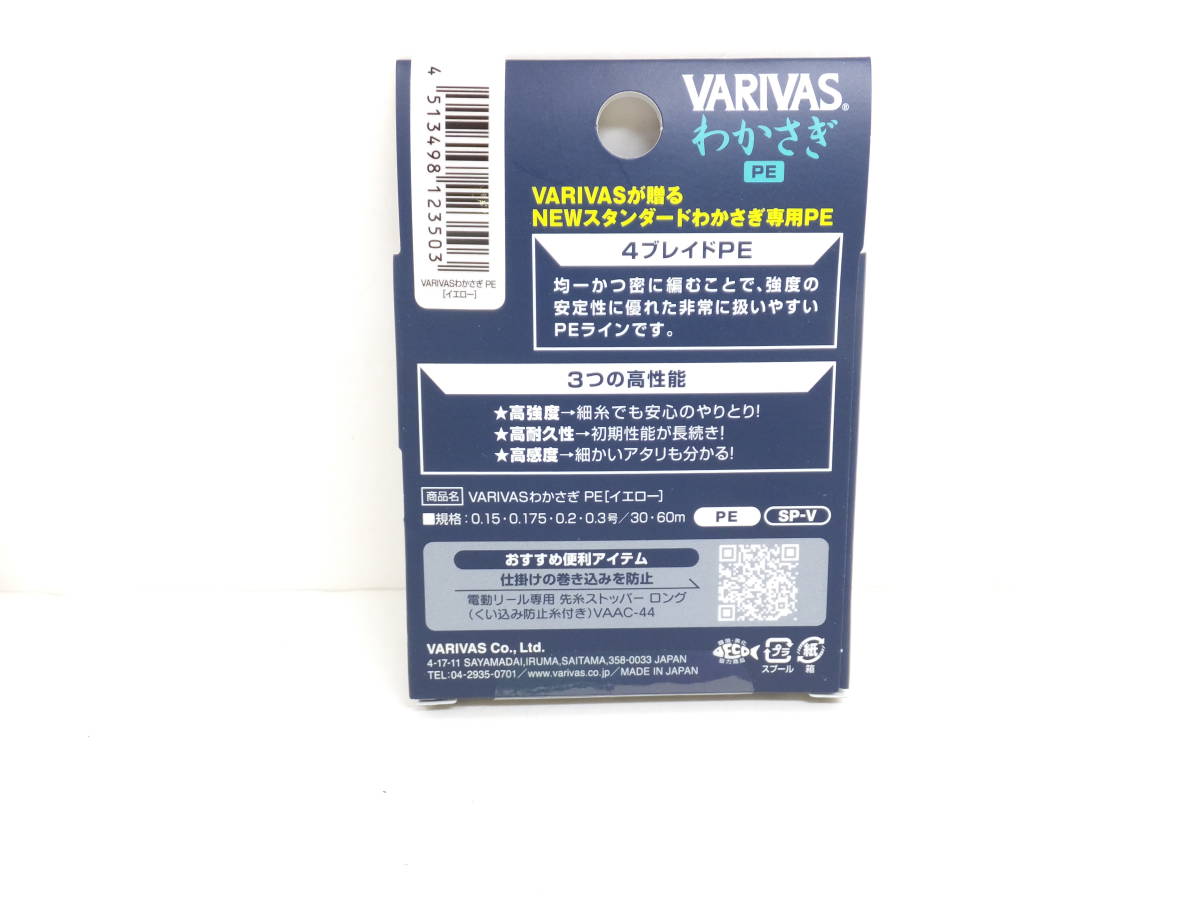 4 513498 123503
VARIVASわかさぎ PE
[イエロー]
VARIVAS®
わかさぎ
PE
VARIVASが贈る
NEWスタンダードわかさぎ専用PE
4ブレイドPE
均一かつ密に編むことで、強度の
安定性に優れた非常に扱いやすい
PEラインです。
3つの高性能
★高強度→細糸でも安心のやりとり!
★高耐久性→初期性能が長続き!
★高感度→細かいアタリも分かる!
商品名 VARIVASわかさぎ PE[イエロー]
■規格:0.15・0.175・0.2・0.3号/30・60m PE SP-V
おすすめ便利アイテム
仕掛けの巻き込みを防止
電動リール専用 先糸ストッパー ロング
(くい込み防止糸付き)VAAC-44
VARIVAS Co., Ltd.
4-17-11 SAYAMADAI,IRUMA,SAITAMA,358-0033 JAPAN
TEL:04-2935-0701/www.varivas.co.jp/MADE IN JAPAN
ECO
プラ
スプール
紙
箱